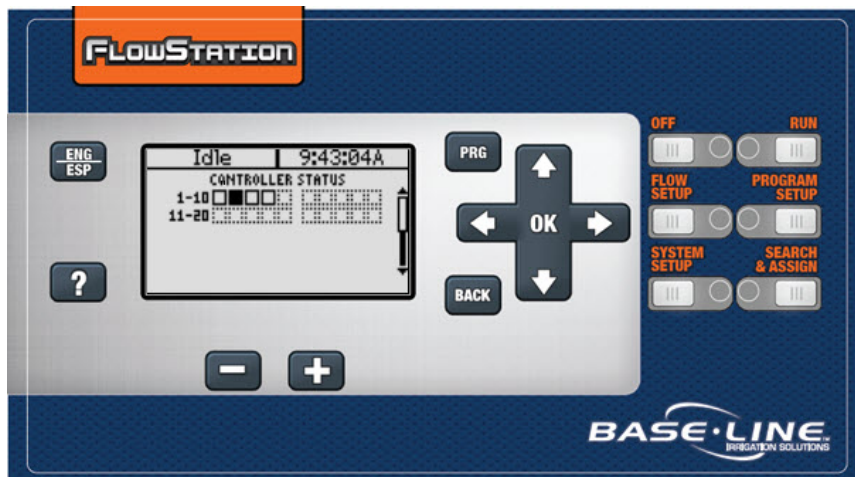 FLOWSTATION
ENG
ESP
?
Idle 9:43:04A
CONTROLLER STATUS
1-10
11-20
PRG
OK
BACK
OFF
RUN
FLOW
SETUP
PROGRAM
SETUP
SYSTEM
SETUP
SEARCH
& ASSIGN
BASE·LINE™
IRRIGATION SOLUTIONS